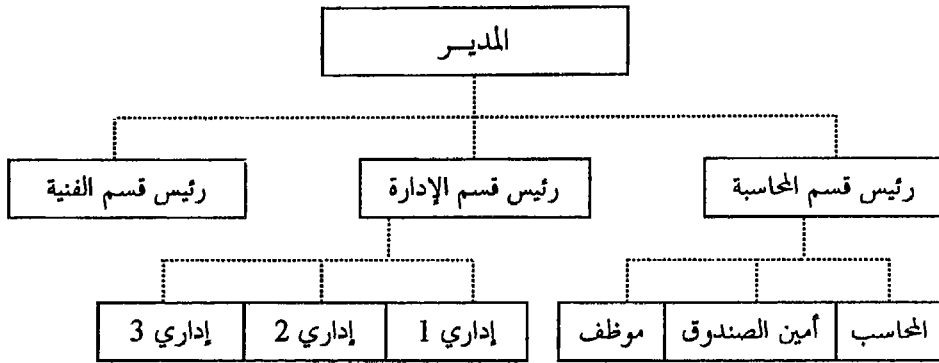 المديـر
رئيس قسم المحاسبة
رئيس قسم الإدارة
رئيس قسم الفنية
المحاسب
أمين الصندوق
موظف
إداري 1
إداري 2
إداري 3